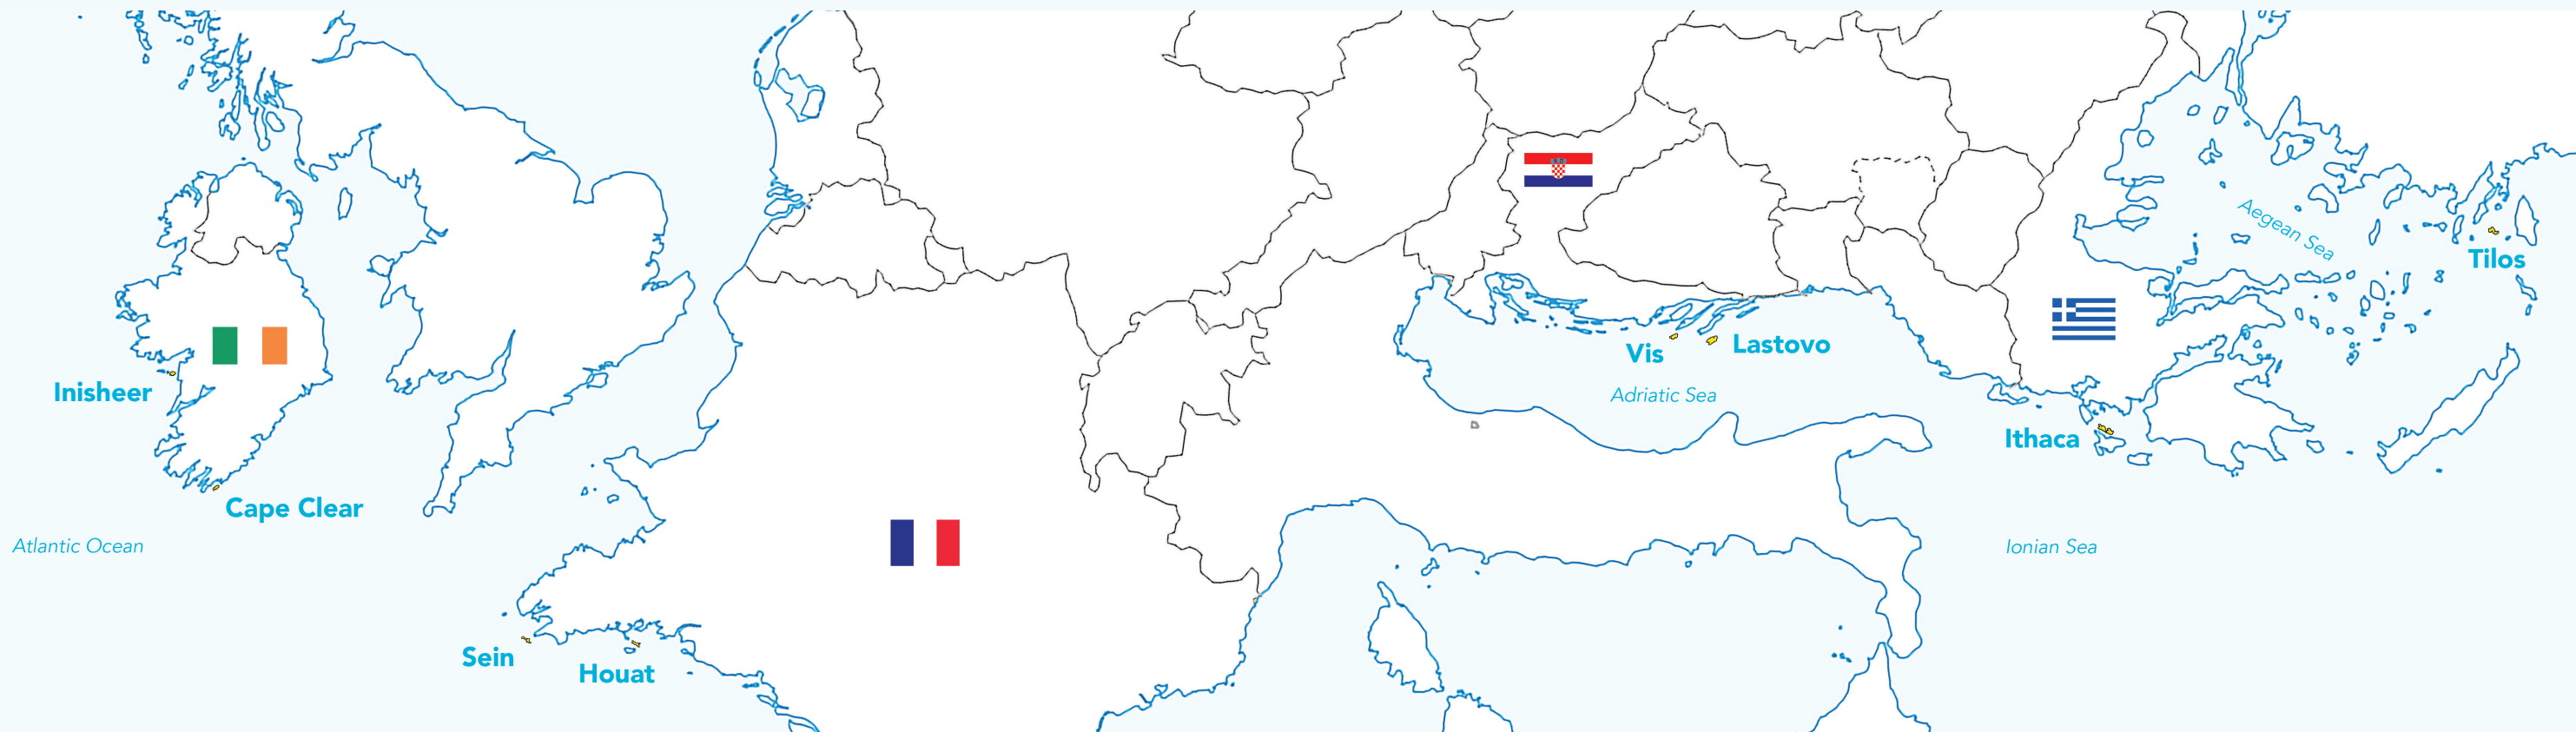 Aegean Sea
Tilos
Vis
Lastovo
Inisheer
Adriatic Sea
Ithaca
Cape Clear
Atlantic Ocean
Ionian Sea
Sein
Houat